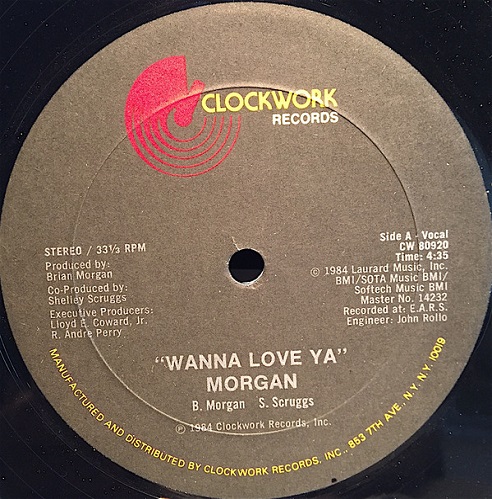 CLOCKWORK
RECORDS
STEREO / 33⅓ RPM
Produced by:
Brian Morgan
Co-Produced by:
Shelley Scruggs
Executive Producers:
Lloyd E. Coward, Jr.
R. Andre Perry
Side A - Vocal
CW 80920
Time: 4:35
© 1984 Laurard Music, Inc.
BMI/SOTA Music BMI/
Softech Music BMI
Master No. 14232
Recorded at: E.A.R.S.
Engineer: John Rollo
"WANNA LOVE YA"
MORGAN
B. Morgan S. Scruggs
℗ 1984 Clockwork Records, Inc.
MANUFACTURED AND DISTRIBUTED BY CLOCKWORK RECORDS, INC., 853 7TH AVE., N.Y. N.Y. 10019